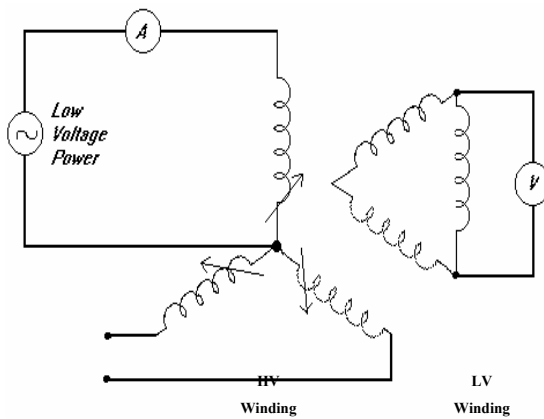 A
Low
Voltage
Power
V
HV
Winding
LV
Winding